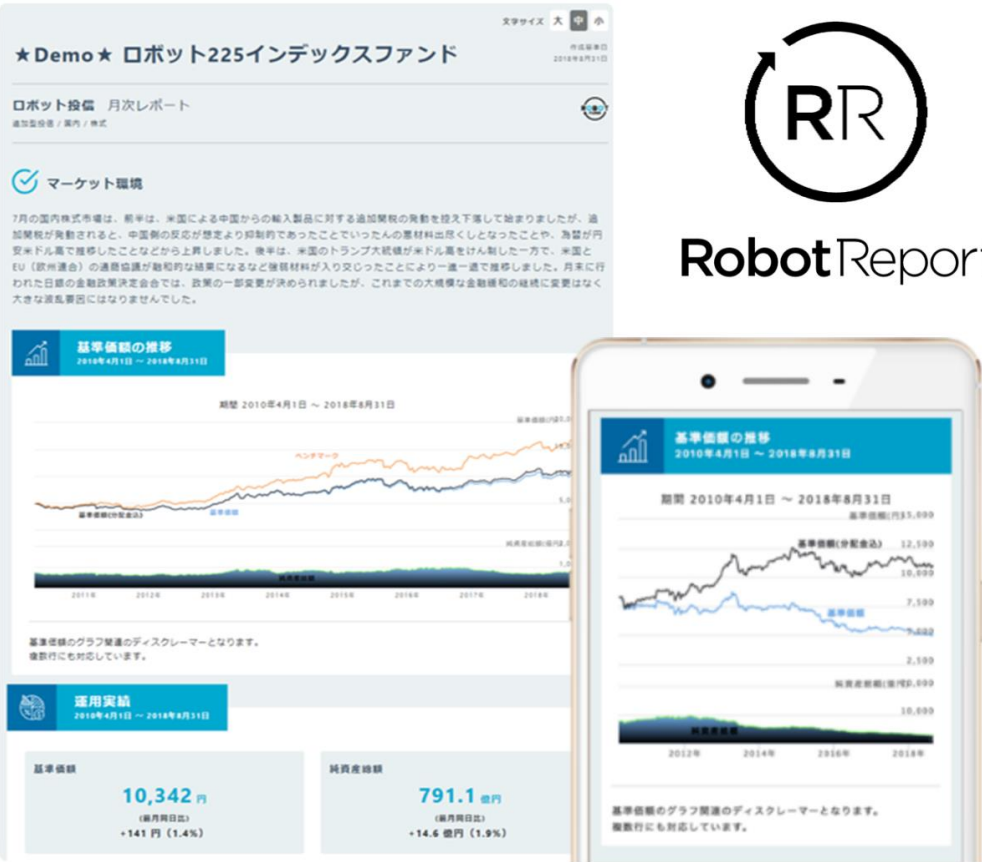 文字サイズ 大 中 小
★Demo★ ロボット225インデックスファンド
作成基準日
2018年8月31日
ロボット投信 月次レポート
追加型投信 / 国内 / 株式
マーケット環境
7月の国内株式市場は、前半は、米国による中国からの輸入製品に対する追加関税の発動を控え下落して始まりましたが、追
加関税が発動されると、中国側の反応が想定より抑制的であったことでいったんの悪材料出尽くしとなったことや、為替が円
安米ドル高で推移したことなどから上昇しました。後半は、米国のトランプ大統領が米ドル高をけん制した一方で、米国と
EU（欧州連合）の通商協議が融和的な結果になるなど強弱材料が入り交じったことにより一進一退で推移しました。月末に行
われた日銀の金融政策決定会合では、政策の一部変更が決められましたが、これまでの大規模な金融緩和の継続に変更はなく
大きな波乱要因にはなりませんでした。
基準価額の推移
2010年4月1日 ～ 2018年8月31日
期間 2010年4月1日 ～ 2018年8月31日
ベンチマーク
基準価額(分配金込)
基準価額
純資産総額
2011年 2012年 2013年 2014年 2015年 2016年 2017年 2018年
基準価額のグラフ関連のディスクレーマーとなります。
複数行にも対応しています。
運用実績
2010年4月1日 ～ 2018年8月31日
基準価額
10,342 円
(前月同日比)
+141 円（1.4%）
純資産総額
791.1 億円
(前月同日比)
+14.6 億円（1.9%）
RR
Robot Repor
基準価額の推移
2010年4月1日 ～ 2018年8月31日
期間 2010年4月1日 ～ 2018年8月31日
基準価額(円)
15,000
基準価額(分配金込)
12,500
10,000
7,500
基準価額
5,000
2,500
純資産総額(億円)
10,000
純資産総額
2012年 2014年 2016年 2018年
基準価額のグラフ関連のディスクレーマーとなります。
複数行にも対応しています。